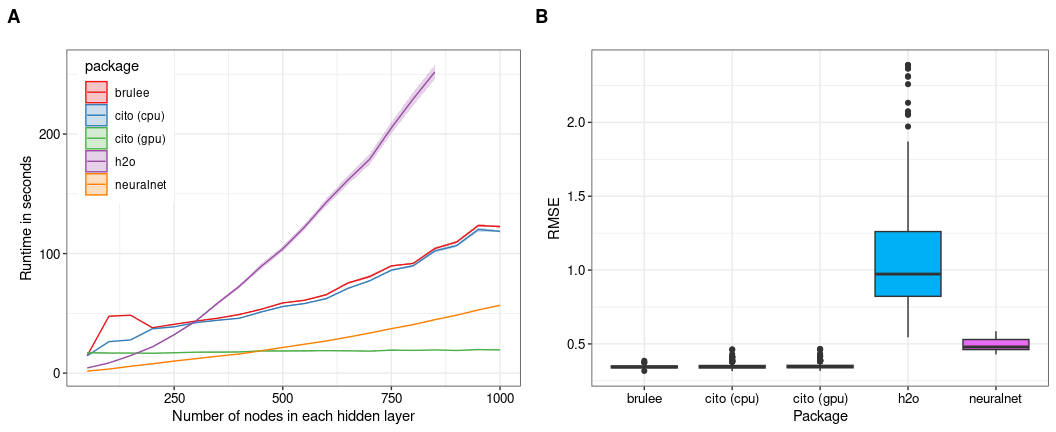 A
package
brulee
cito (cpu)
cito (gpu)
h2o
neuralnet
200
100
0
Runtime in seconds
250
500
750
1000
Number of nodes in each hidden layer
B
2.0
1.5
1.0
0.5
RMSE
brulee
cito (cpu)
cito (gpu)
h2o
neuralnet
Package